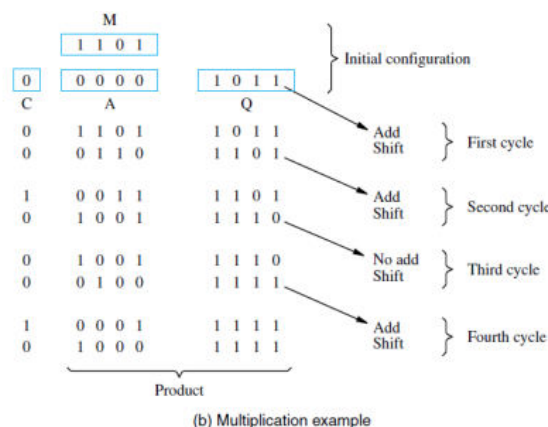 M
1 1 0 1
Initial configuration
0 0 0 0 0 1 0 1 1
C A Q
0 1 1 0 1 1 0 1 1 Add
First cycle
0 0 1 1 0 1 1 0 1 Shift
1 0 0 1 1 1 1 0 1 Add
Second cycle
0 1 0 0 1 1 1 1 0 Shift
0 1 0 0 1 1 1 1 0 No add
Third cycle
0 0 1 0 0 1 1 1 1 Shift
1 0 0 0 1 1 1 1 1 Add
Fourth cycle
0 1 0 0 0 1 1 1 1 Shift
Product
(b) Multiplication example